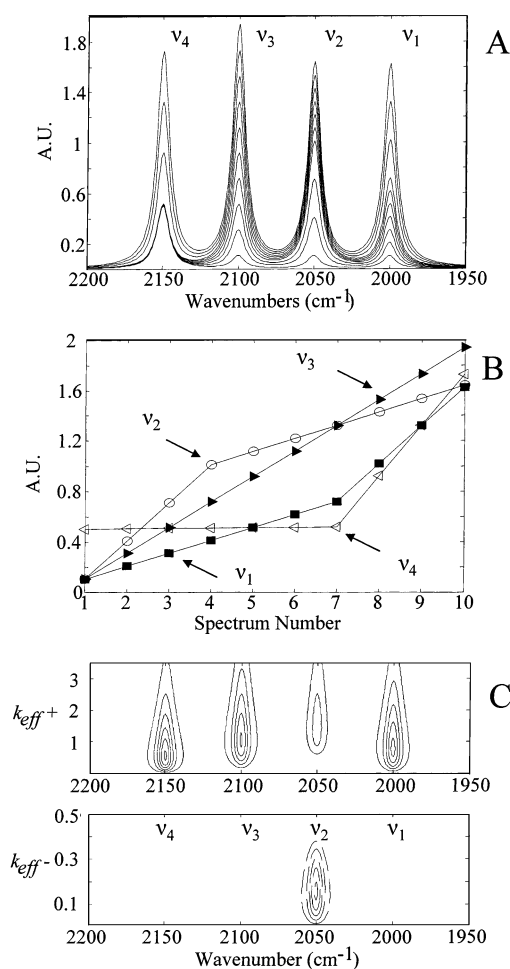 ν4 ν3 ν2 ν1 A
1.8
1.4
1
0.6
0.2
A.U.
2200 2150 2100 2050 2000 1950
Wavenumbers (cm-1)
B
2
1.6
1.2
0.8
0.4
0
A.U.
ν3
ν2
ν1
ν4
1 2 3 4 5 6 7 8 9 10
Spectrum Number
C
3
2
1
keff+
2200 2150 2100 2050 2000 1950
ν4 ν3 ν2 ν1
0.5
0.3
0.1
keff-
2200 2150 2100 2050 2000 1950
Wavenumber (cm-1)